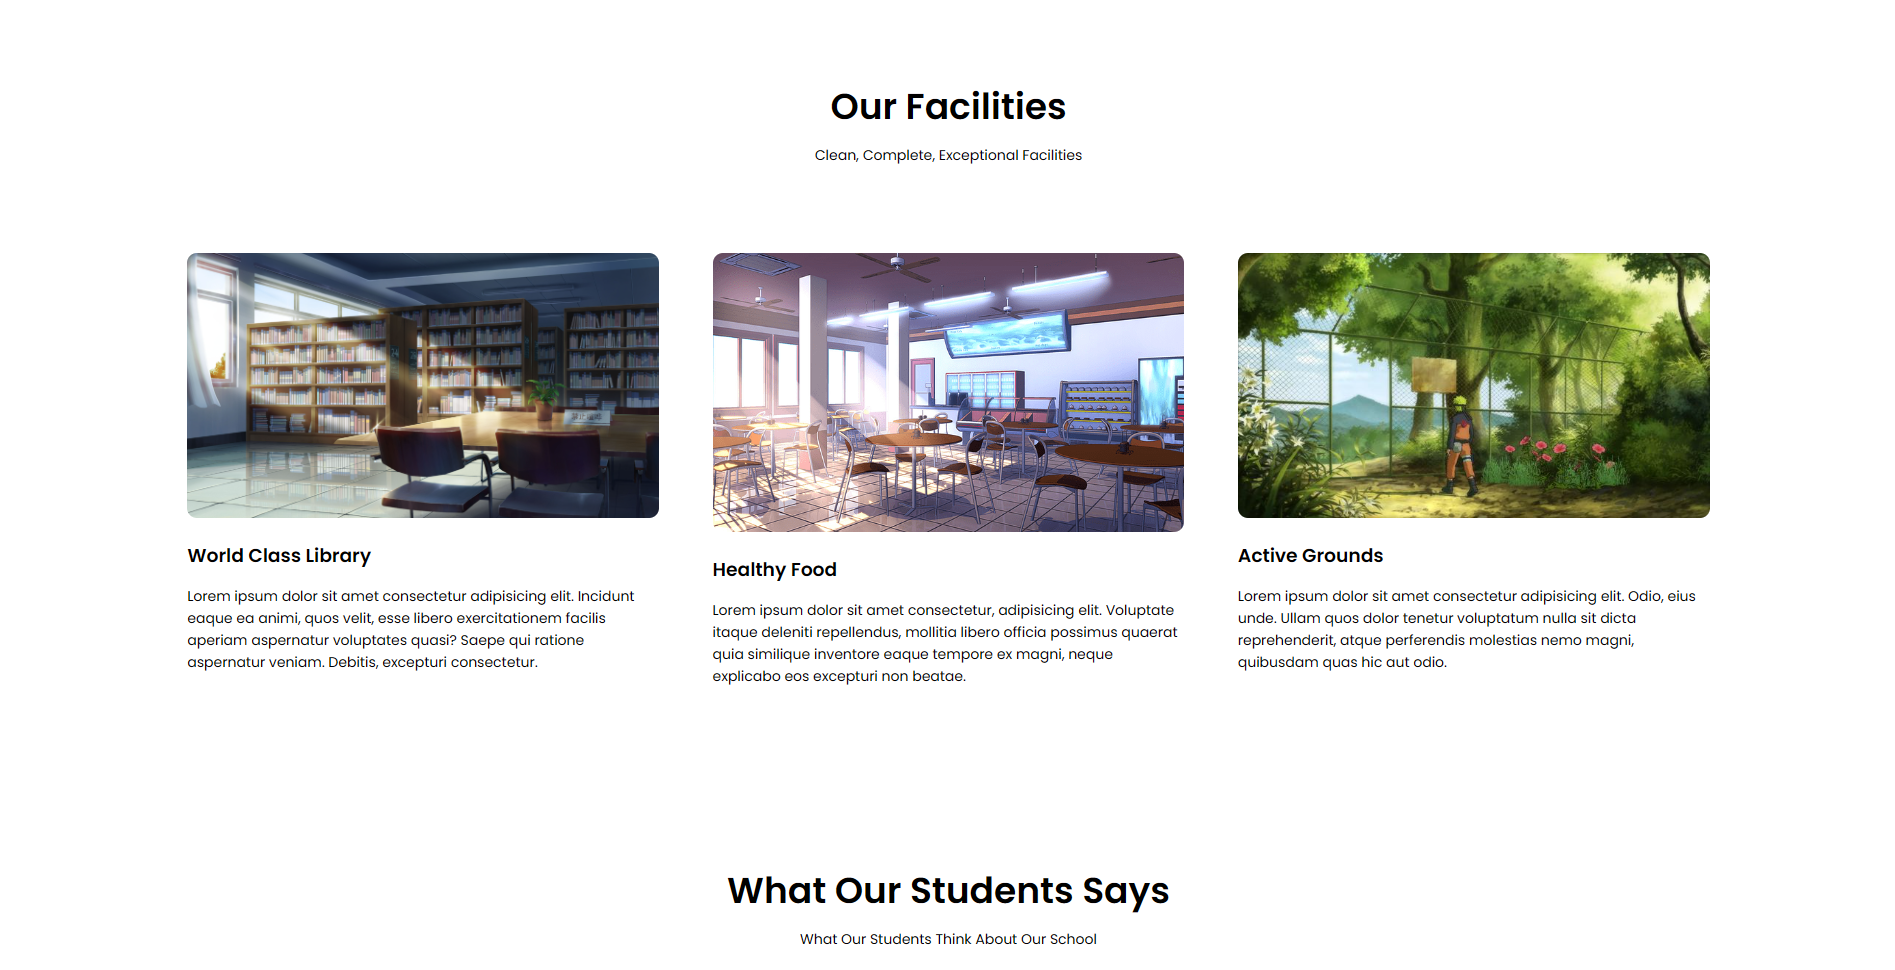 Our Facilities
Clean, Complete, Exceptional Facilities
World Class Library
Lorem ipsum dolor sit amet consectetur adipisicing elit. Incidunt
eaque ea animi, quos velit, esse libero exercitationem facilis
aperiam aspernatur voluptates quasi? Saepe qui ratione
aspernatur veniam. Debitis, excepturi consectetur.
Healthy Food
Lorem ipsum dolor sit amet consectetur, adipisicing elit. Voluptate
itaque deleniti repellendus, mollitia libero officia possimus quaerat
quia similique inventore eaque tempore ex magni, neque
explicabo eos excepturi non beatae.
Active Grounds
Lorem ipsum dolor sit amet consectetur adipisicing elit. Odio, eius
unde. Ullam quos dolor tenetur voluptatum nulla sit dicta
reprehenderit, atque perferendis molestias nemo magni,
quibusdam quas hic aut odio.
What Our Students Says
What Our Students Think About Our School